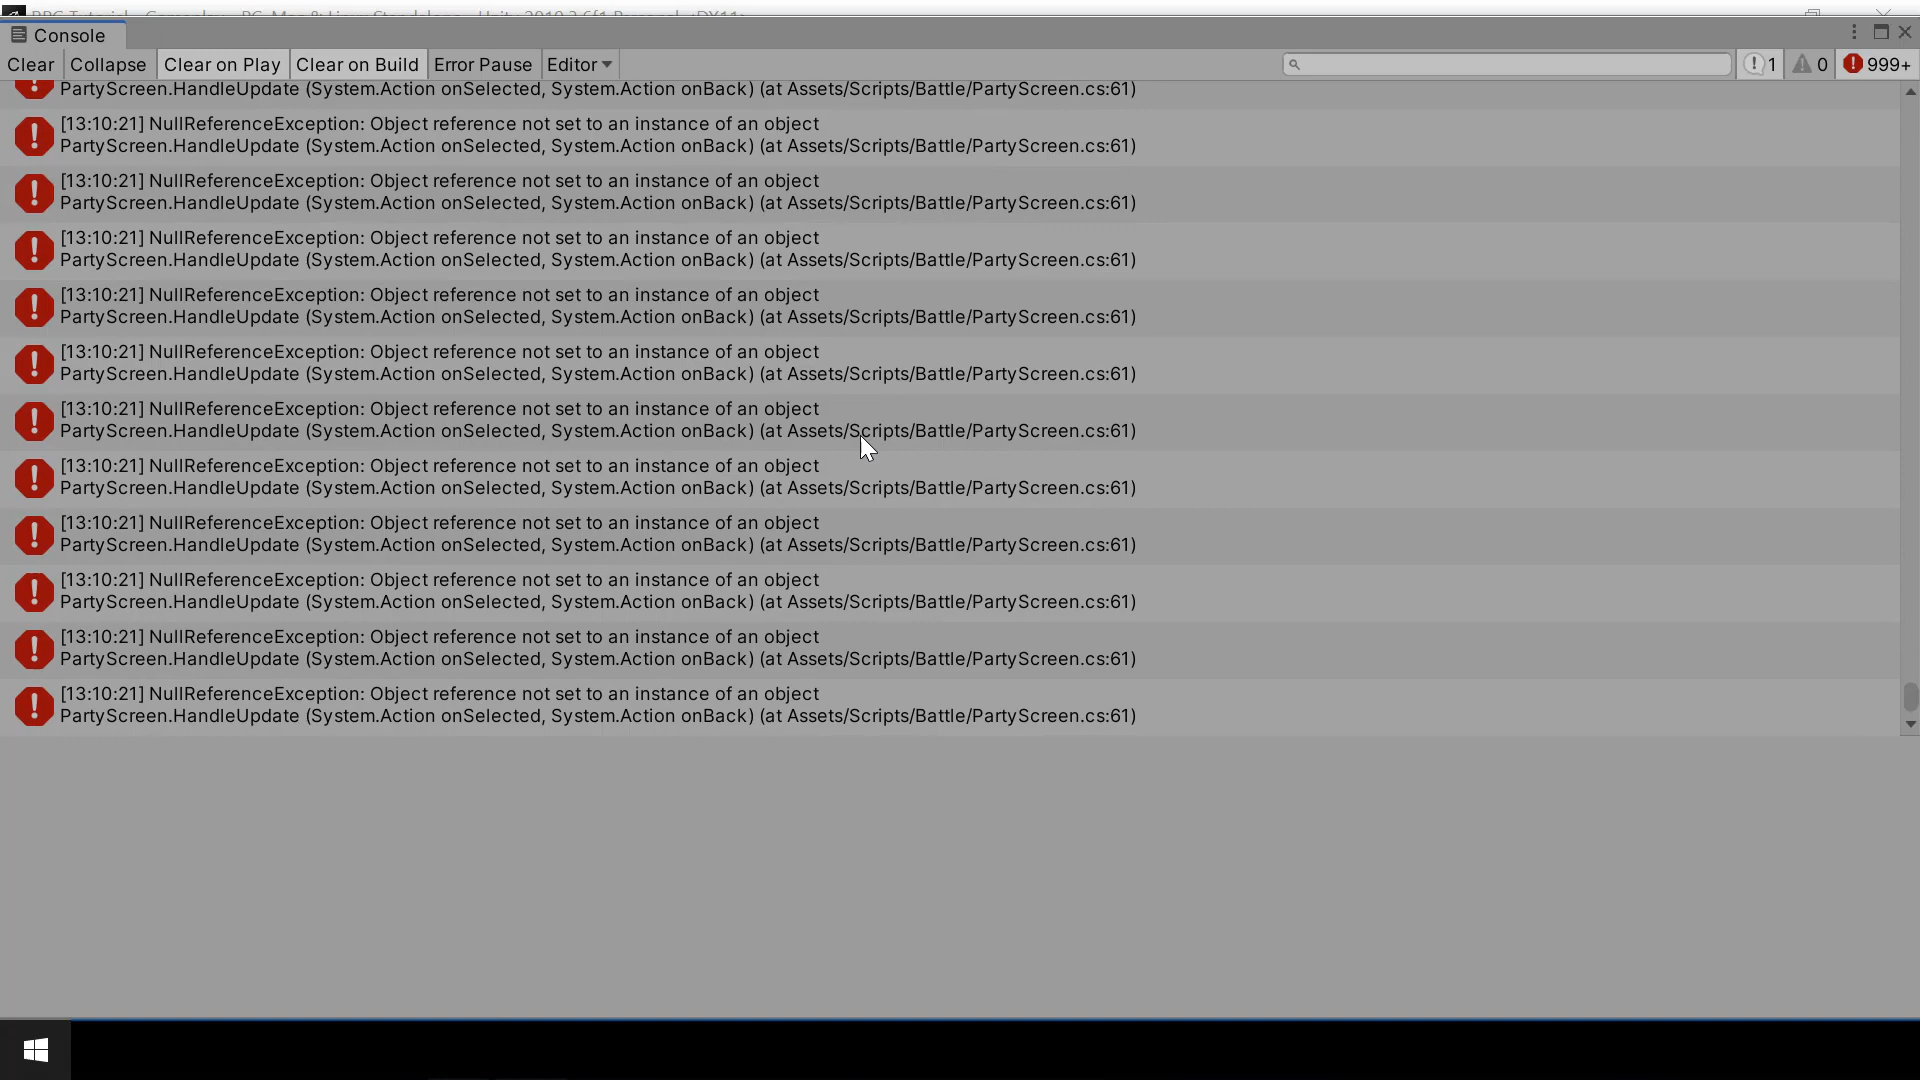 Console
Clear Collapse Clear on Play Clear on Build Error Pause Editor 1 0 999+
PartyScreen.HandleUpdate (System.Action onSelected, System.Action onBack) (at Assets/Scripts/Battle/PartyScreen.cs:61)
[13:10:21] NullReferenceException: Object reference not set to an instance of an object
PartyScreen.HandleUpdate (System.Action onSelected, System.Action onBack) (at Assets/Scripts/Battle/PartyScreen.cs:61)
[13:10:21] NullReferenceException: Object reference not set to an instance of an object
PartyScreen.HandleUpdate (System.Action onSelected, System.Action onBack) (at Assets/Scripts/Battle/PartyScreen.cs:61)
[13:10:21] NullReferenceException: Object reference not set to an instance of an object
PartyScreen.HandleUpdate (System.Action onSelected, System.Action onBack) (at Assets/Scripts/Battle/PartyScreen.cs:61)
[13:10:21] NullReferenceException: Object reference not set to an instance of an object
PartyScreen.HandleUpdate (System.Action onSelected, System.Action onBack) (at Assets/Scripts/Battle/PartyScreen.cs:61)
[13:10:21] NullReferenceException: Object reference not set to an instance of an object
PartyScreen.HandleUpdate (System.Action onSelected, System.Action onBack) (at Assets/Scripts/Battle/PartyScreen.cs:61)
[13:10:21] NullReferenceException: Object reference not set to an instance of an object
PartyScreen.HandleUpdate (System.Action onSelected, System.Action onBack) (at Assets/Scripts/Battle/PartyScreen.cs:61)
[13:10:21] NullReferenceException: Object reference not set to an instance of an object
PartyScreen.HandleUpdate (System.Action onSelected, System.Action onBack) (at Assets/Scripts/Battle/PartyScreen.cs:61)
[13:10:21] NullReferenceException: Object reference not set to an instance of an object
PartyScreen.HandleUpdate (System.Action onSelected, System.Action onBack) (at Assets/Scripts/Battle/PartyScreen.cs:61)
[13:10:21] NullReferenceException: Object reference not set to an instance of an object
PartyScreen.HandleUpdate (System.Action onSelected, System.Action onBack) (at Assets/Scripts/Battle/PartyScreen.cs:61)
[13:10:21] NullReferenceException: Object reference not set to an instance of an object
PartyScreen.HandleUpdate (System.Action onSelected, System.Action onBack) (at Assets/Scripts/Battle/PartyScreen.cs:61)
[13:10:21] NullReferenceException: Object reference not set to an instance of an object
PartyScreen.HandleUpdate (System.Action onSelected, System.Action onBack) (at Assets/Scripts/Battle/PartyScreen.cs:61)